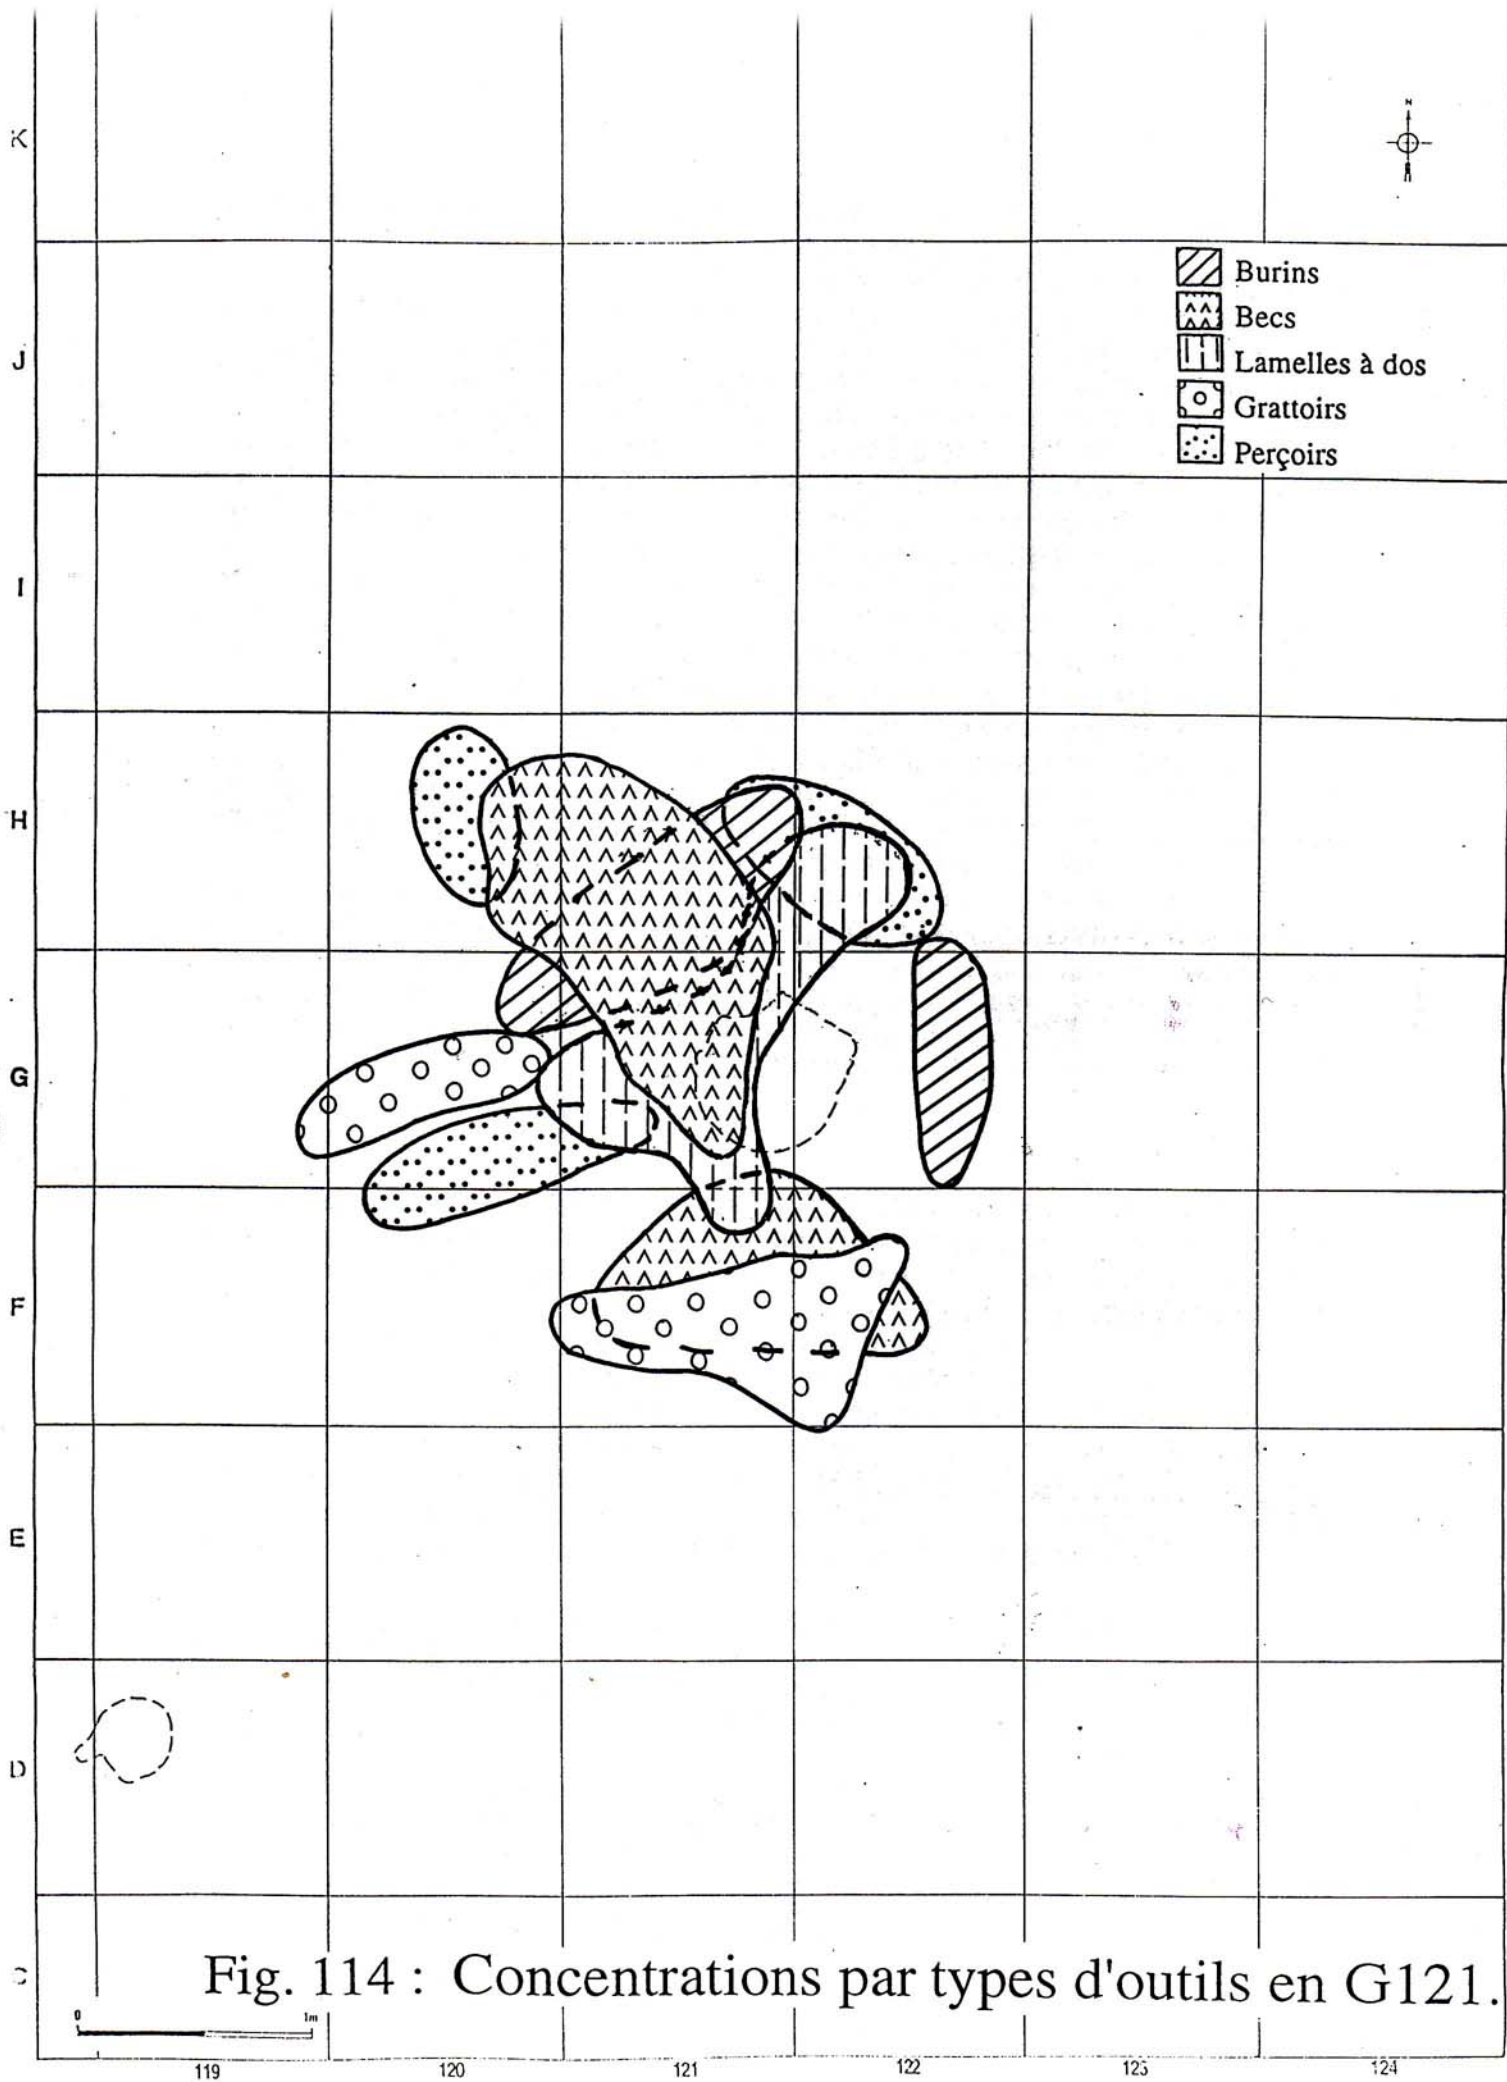 N
K
Burins
Becs
J
Lamelles à dos
Grattoirs
Perçoirs
I
H
G
F
E
D
C
Fig. 114 : Concentrations par types d'outils en G121.
0 1m
119 120 121 122 123 124